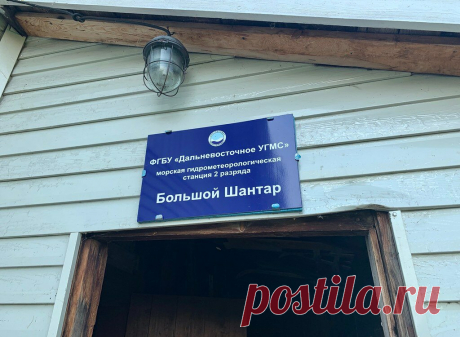 ФГБУ «Дальневосточное УГМС»
морская гидрометеорологическая
станция 2 разряда
Большой Шантар
postila.ru